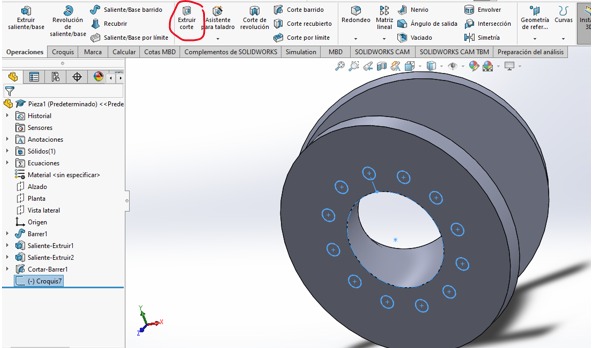 Extruir saliente/base
Revolución de saliente/base
Saliente/Base barrido
Recubrir
Saliente/Base por límite
Extruir corte
Asistente para taladro
Corte de revolución
Corte barrido
Corte recubierto
Corte por límite
Redondeo
Matriz lineal
Nervio
Ángulo de salida
Vaciado
Envolver
Intersección
Simetría
Geometría de refer...
Curvas
Insta
3D
Operaciones Croquis Marca Calcular Cotas MBD Complementos de SOLIDWORKS Simulation MBD SOLIDWORKS CAM SOLIDWORKS CAM TBM Preparación del análisis
Pieza1 (Predeterminado) <<Prede
Historial
Sensores
Anotaciones
Sólidos(1)
Ecuaciones
Material <sin especificar>
Alzado
Planta
Vista lateral
Origen
Barrer1
Saliente-Extruir1
Saliente-Extruir2
Cortar-Barrer1
(-) Croquis7
Y
X
Z